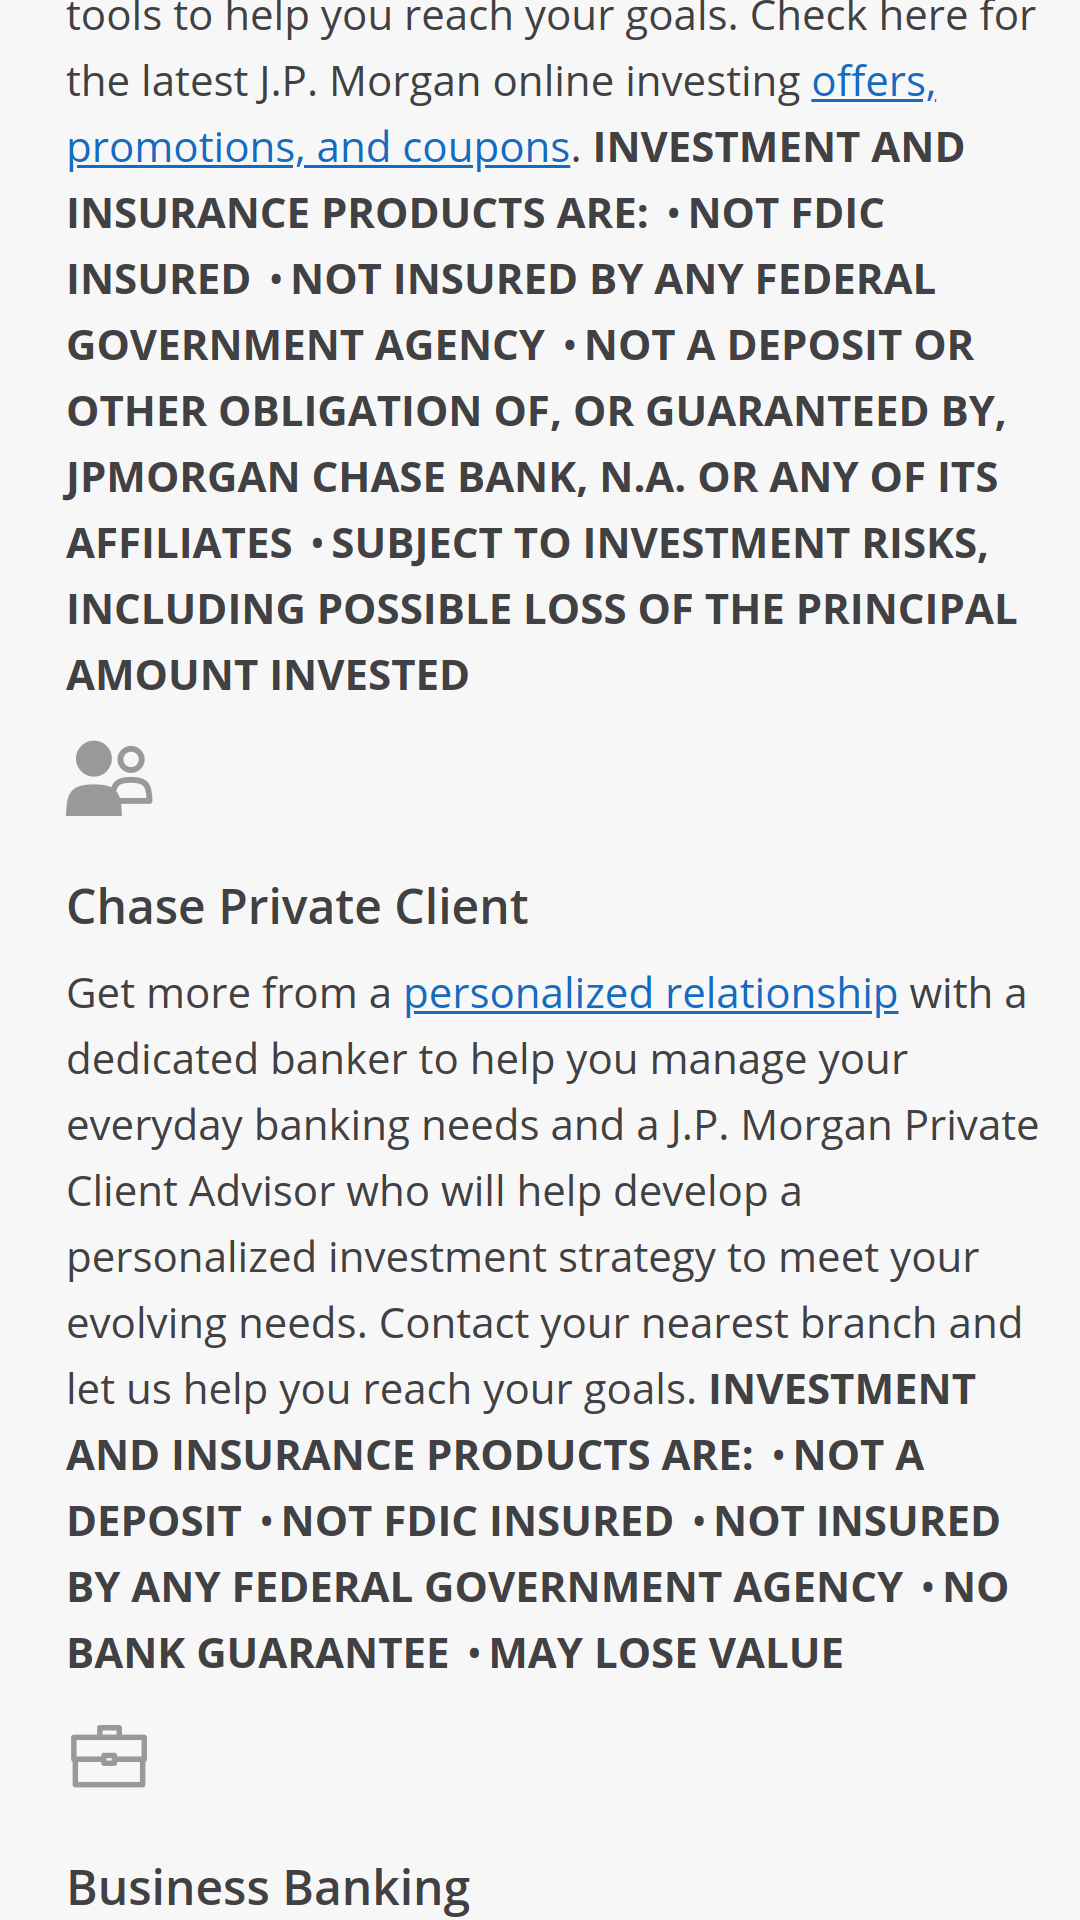 tools to help you reach your goals. Check here for
the latest J.P. Morgan online investing offers,
promotions, and coupons. INVESTMENT AND
INSURANCE PRODUCTS ARE: •NOT FDIC
INSURED •NOT INSURED BY ANY FEDERAL
GOVERNMENT AGENCY •NOT A DEPOSIT OR
OTHER OBLIGATION OF, OR GUARANTEED BY,
JPMORGAN CHASE BANK, N.A. OR ANY OF ITS
AFFILIATES •SUBJECT TO INVESTMENT RISKS,
INCLUDING POSSIBLE LOSS OF THE PRINCIPAL
AMOUNT INVESTED
Chase Private Client
Get more from a personalized relationship with a
dedicated banker to help you manage your
everyday banking needs and a J.P. Morgan Private
Client Advisor who will help develop a
personalized investment strategy to meet your
evolving needs. Contact your nearest branch and
let us help you reach your goals. INVESTMENT
AND INSURANCE PRODUCTS ARE: •NOT A
DEPOSIT •NOT FDIC INSURED •NOT INSURED
BY ANY FEDERAL GOVERNMENT AGENCY •NO
BANK GUARANTEE •MAY LOSE VALUE
Business Banking